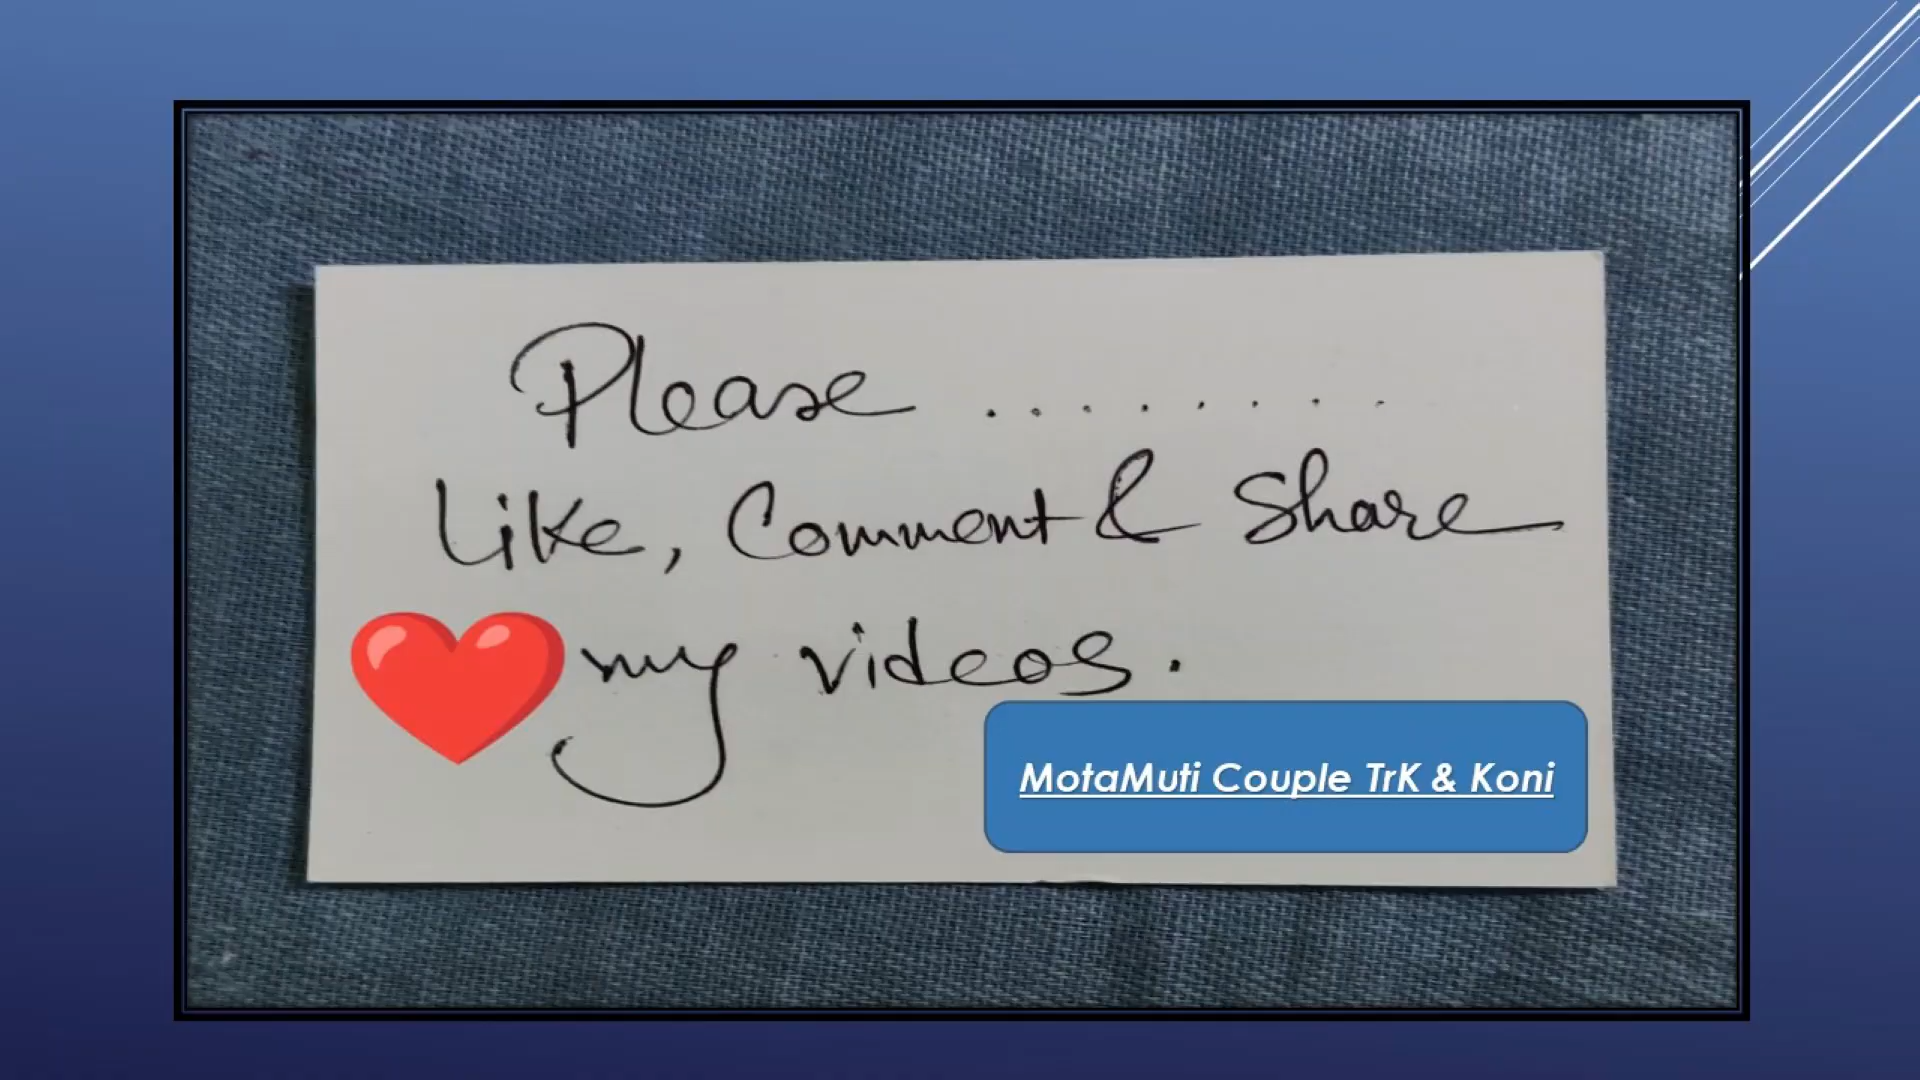 Please .........
Like, Comment & Share
my videos.
MotaMuti Couple TrK & Koni